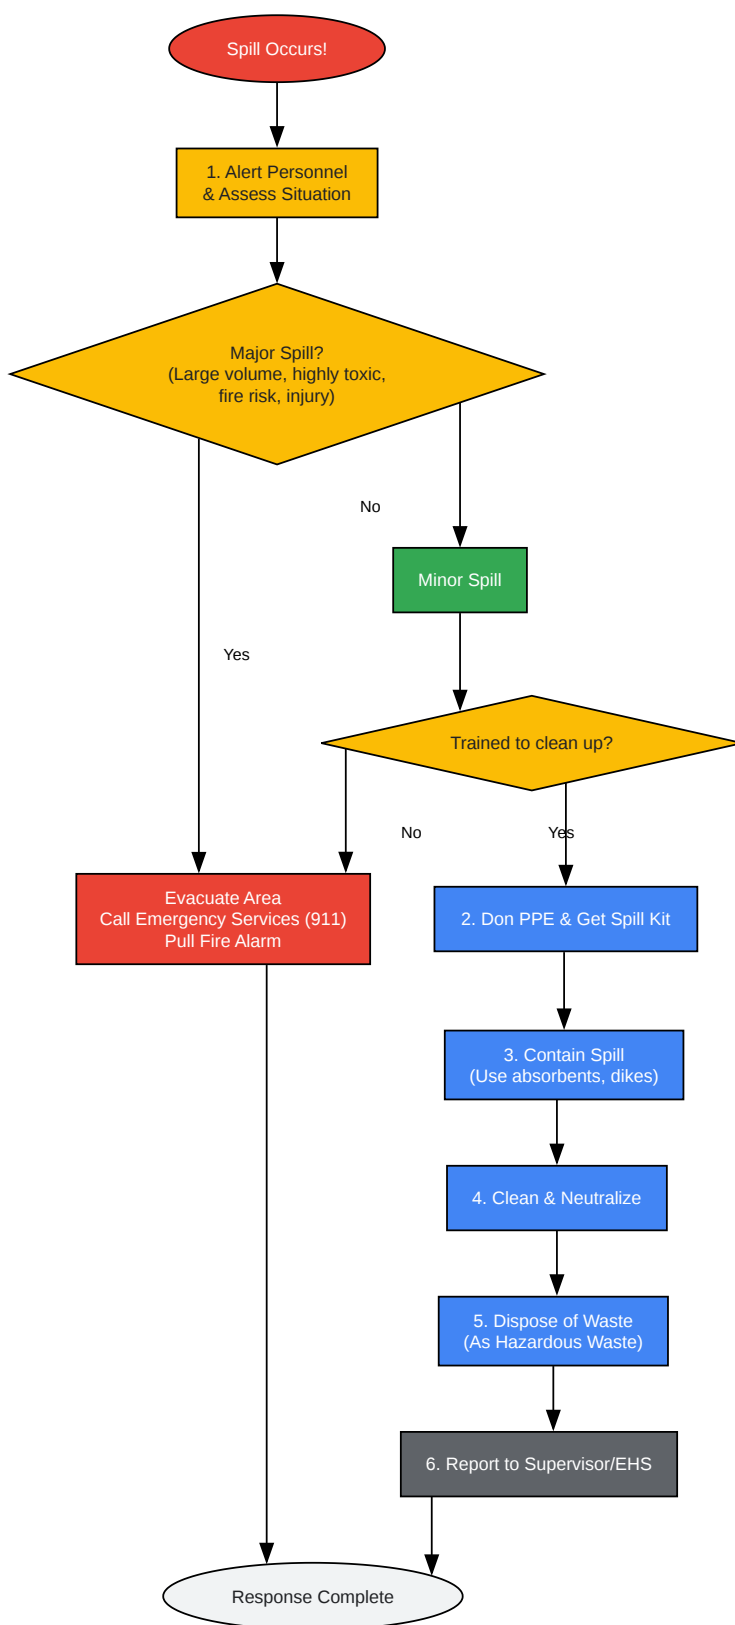 Spill Occurs!
1. Alert Personnel
& Assess Situation
Major Spill?
(Large volume, highly toxic,
fire risk, injury)
No
Minor Spill
Yes
Trained to clean up?
No
Yes
Evacuate Area
Call Emergency Services (911)
Pull Fire Alarm
2. Don PPE & Get Spill Kit
3. Contain Spill
(Use absorbents, dikes)
4. Clean & Neutralize
5. Dispose of Waste
(As Hazardous Waste)
6. Report to Supervisor/EHS
Response Complete